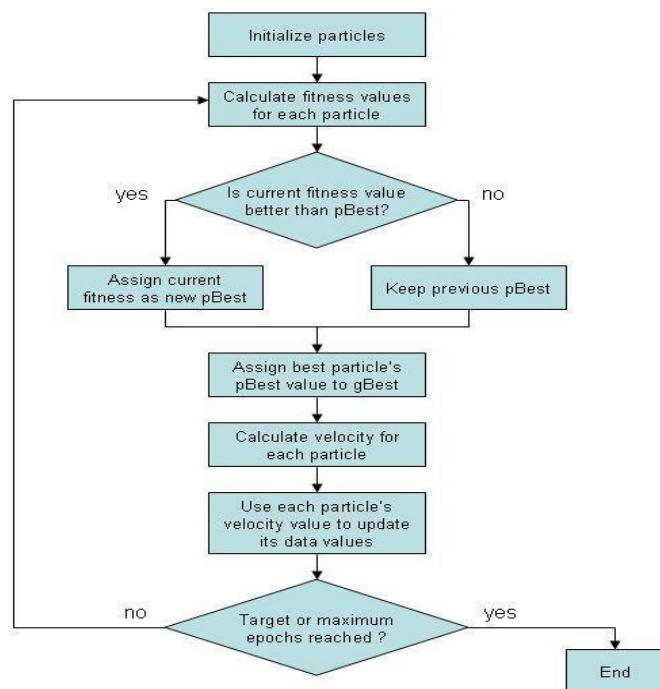 Initialize particles
Calculate fitness values
for each particle
yes
Is current fitness value
better than pBest?
no
Assign current
fitness as new pBest
Keep previous pBest
Assign best particle's
pBest value to gBest
Calculate velocity for
each particle
Use each particle's
velocity value to update
its data values
no
Target or maximum
epochs reached ?
yes
End